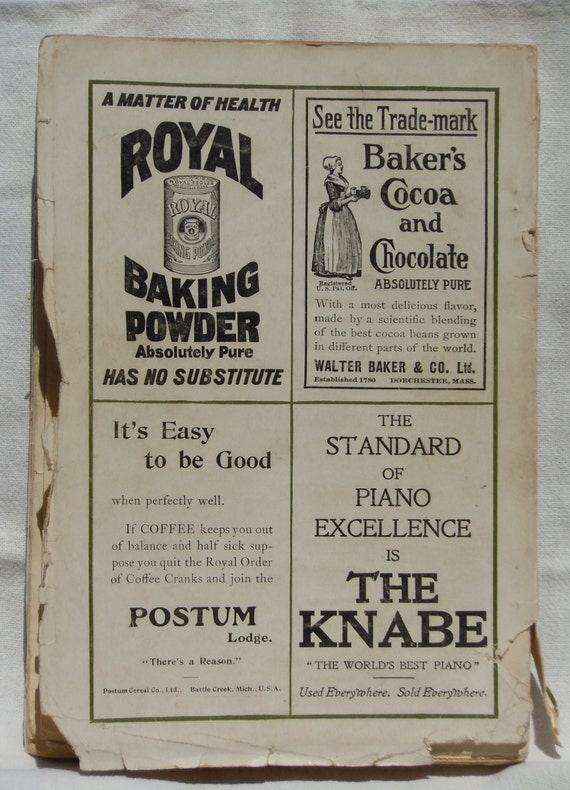 A MATTER OF HEALTH
ROYAL
ROYAL
BAKING POWDER
BAKING
POWDER
Absolutely Pure
HAS NO SUBSTITUTE
See the Trade-mark
Baker's
Cocoa
and
Chocolate
Registered
U. S. Pat. Off.
ABSOLUTELY PURE
With a most delicious flavor,
made by a scientific blending
of the best cocoa beans grown
in different parts of the world.
WALTER BAKER & CO. Ltd.
Established 1780 DORCHESTER, MASS.
It's Easy
to be Good
when perfectly well.
If COFFEE keeps you out
of balance and half sick sup-
pose you quit the Royal Order
of Coffee Cranks and join the
POSTUM
Lodge.
"There's a Reason."
Postum Cereal Co., Ltd., Battle Creek, Mich., U.S.A.
THE
STANDARD
OF
PIANO
EXCELLENCE
IS
THE
KNABE
"THE WORLD'S BEST PIANO"
Used Everywhere. Sold Everywhere.